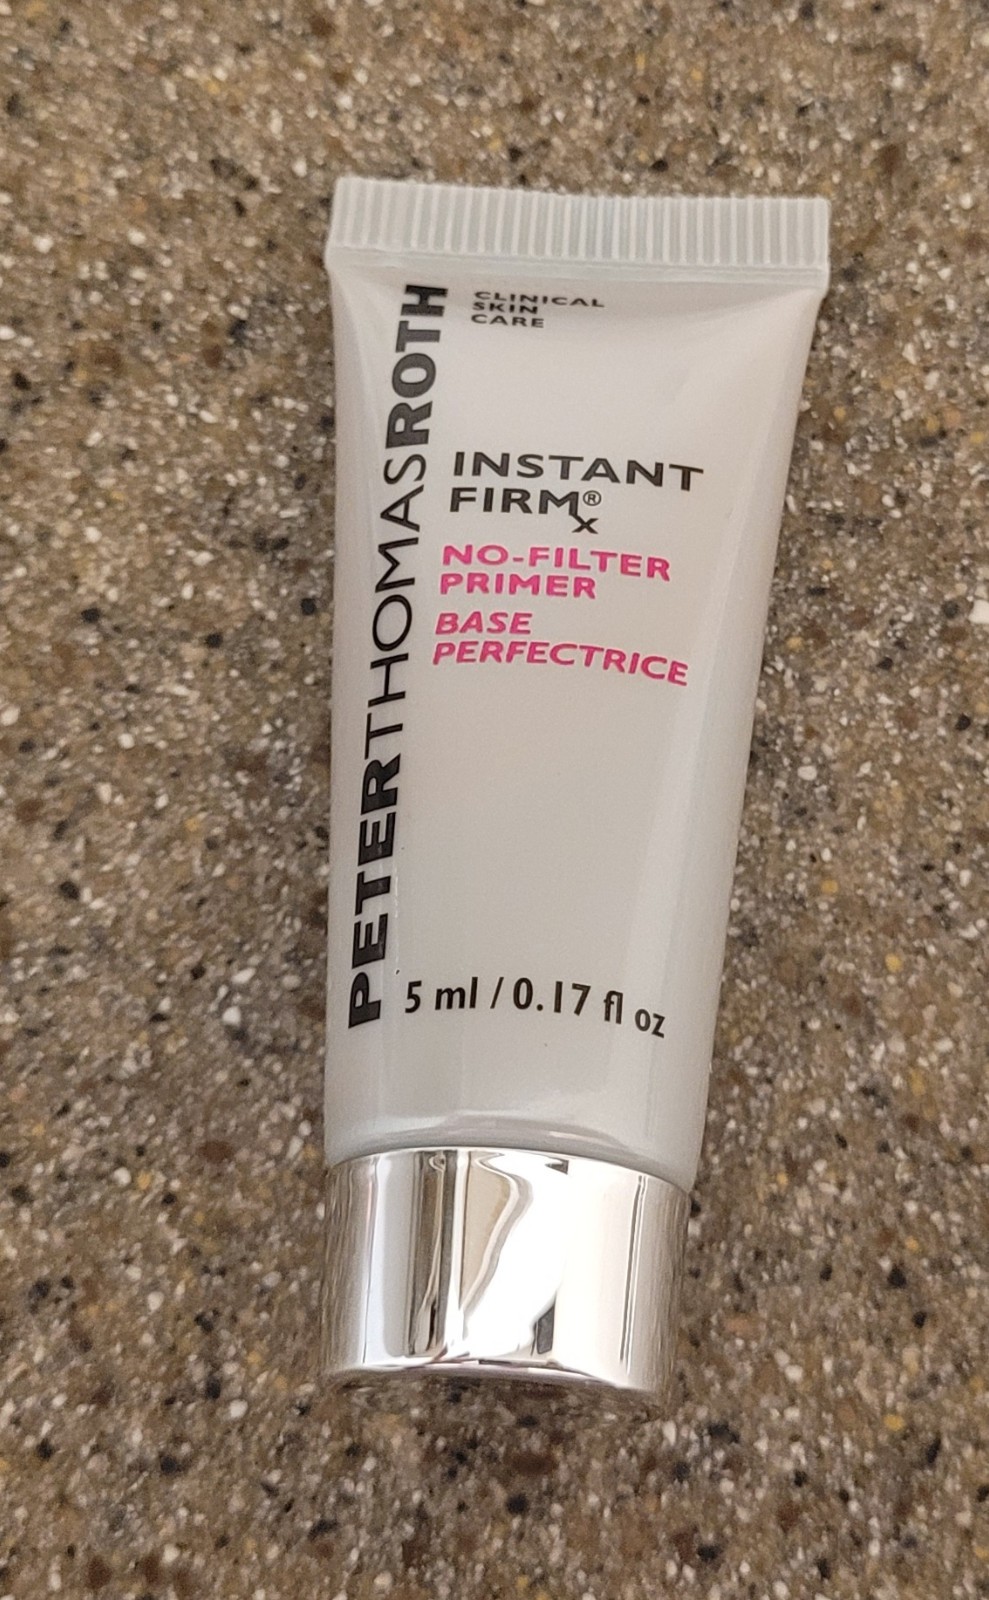 PETERTHOMASROTH
CLINICAL
SKIN
CARE
INSTANT
FIRMx®
NO-FILTER
PRIMER
BASE
PERFECTRICE
5 ml / 0.17 fl oz